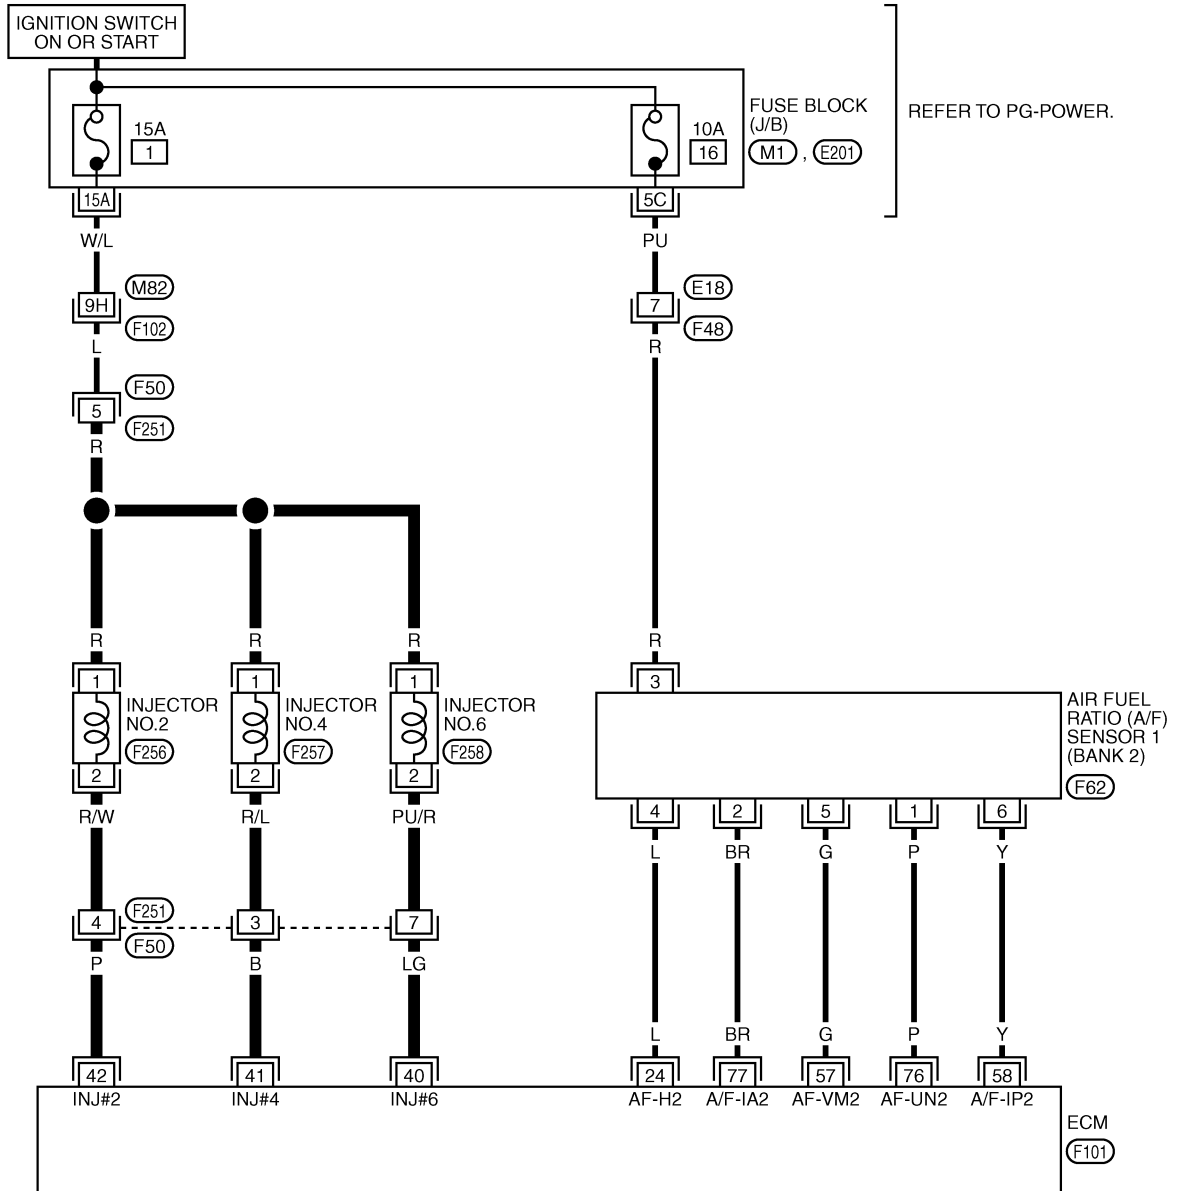 IGNITION SWITCH
ON OR START
FUSE BLOCK
(J/B)
M1 , E201
REFER TO PG-POWER.
15A
1
10A
16
15A
5C
W/L
PU
9H
M82
F102
7
E18
F48
L
R
5
F50
F251
R
R
R
R
R
1
1
1
3
INJECTOR
NO.2
F256
INJECTOR
NO.4
F257
INJECTOR
NO.6
F258
AIR FUEL
RATIO (A/F)
SENSOR 1
(BANK 2)
F62
2
2
2
4
2
5
1
6
R/W
R/L
PU/R
L
BR
G
P
Y
4
F251
F50
3
7
P
B
LG
L
BR
G
P
Y
42
41
40
24
77
57
76
58
INJ#2
INJ#4
INJ#6
AF-H2
A/F-IA2
AF-VM2
AF-UN2
A/F-IP2
ECM
F101